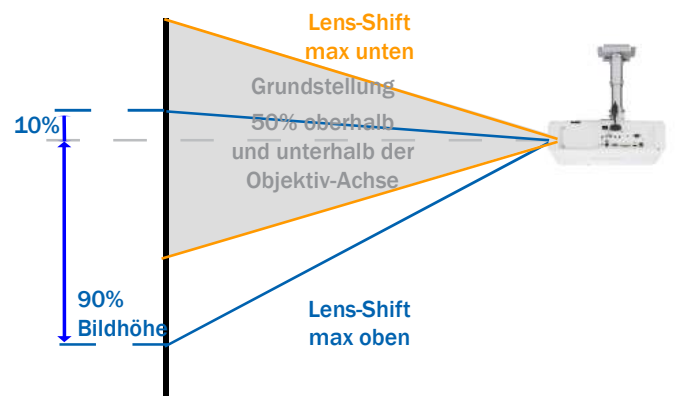 Lens-Shift
max unten
Grundstellung
50% oberhalb
und unterhalb der
Objektiv-Achse
10%
90%
Bildhöhe
Lens-Shift
max oben